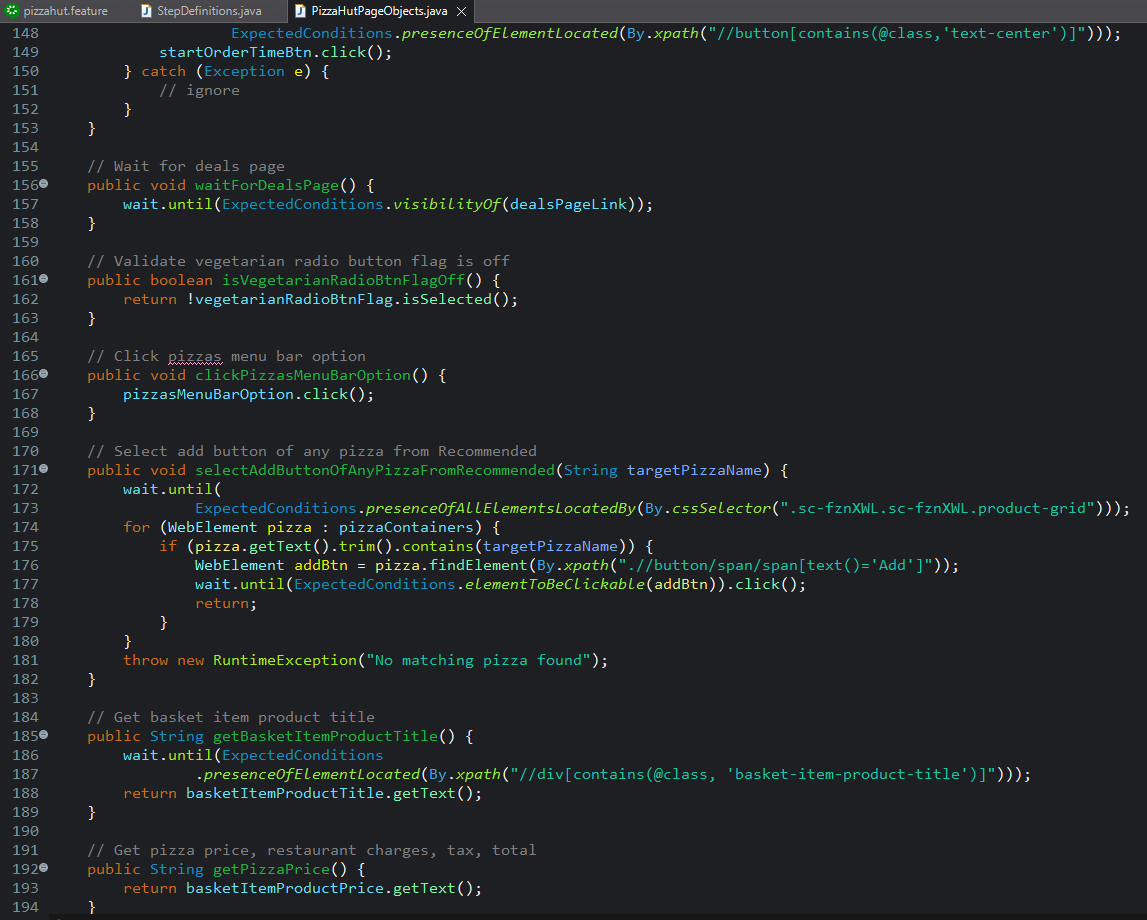 pizzahut.feature StepDefinitions.java PizzaHutPageObjects.java
148                         ExpectedConditions.presenceOfElementLocated(By.xpath("//button[contains(@class,'text-center')]")));
149                 startOrderTimeBtn.click();
150             } catch (Exception e) {
151                 // ignore
152             }
153         }
154
155         // Wait for deals page
156         public void waitForDealsPage() {
157             wait.until(ExpectedConditions.visibilityOf(dealsPageLink));
158         }
159
160         // Validate vegetarian radio button flag is off
161         public boolean isVegetarianRadioBtnFlagOff() {
162             return !vegetarianRadioBtnFlag.isSelected();
163         }
164
165         // Click pizzas menu bar option
166         public void clickPizzasMenuBarOption() {
167             pizzasMenuBarOption.click();
168         }
169
170         // Select add button of any pizza from Recommended
171         public void selectAddButtonOfAnyPizzaFromRecommended(String targetPizzaName) {
172             wait.until(
173                     ExpectedConditions.presenceOfAllElementsLocatedBy(By.cssSelector(".sc-fznXWL.sc-fznXWL.product-grid")));
174             for (WebElement pizza : pizzaContainers) {
175                 if (pizza.getText().trim().contains(targetPizzaName)) {
176                     WebElement addBtn = pizza.findElement(By.xpath(".//button/span/span[text()='Add']"));
177                     wait.until(ExpectedConditions.elementToBeClickable(addBtn)).click();
178                     return;
179                 }
180             }
181             throw new RuntimeException("No matching pizza found");
182         }
183
184         // Get basket item product title
185         public String getBasketItemProductTitle() {
186             wait.until(ExpectedConditions
187                     .presenceOfElementLocated(By.xpath("//div[contains(@class, 'basket-item-product-title')]")));
188             return basketItemProductTitle.getText();
189         }
190
191         // Get pizza price, restaurant charges, tax, total
192         public String getPizzaPrice() {
193             return basketItemProductPrice.getText();
194         }